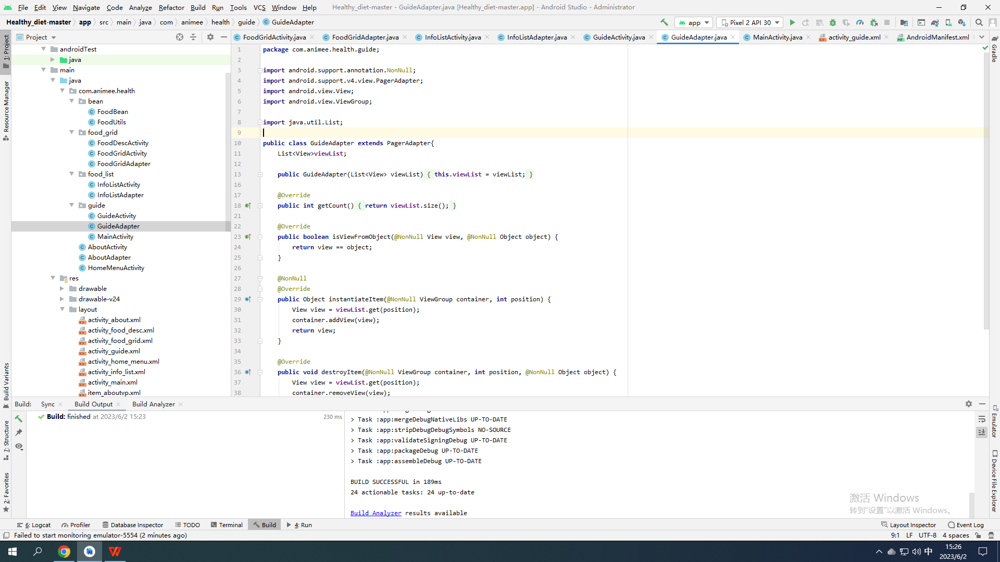 File Edit View Navigate Code Analyze Refactor Build Run Tools VCS Window Help Healthy_diet-master - GuideAdapter.java [Healthy_diet-master.app] - Android Studio - Administrator
Healthy_diet-master app src main java com animee health guide GuideAdapter
app Pixel 2 API 30
1: Project
Resource Manager
Build Variants
7: Structure
2: Favorites
Project
androidTest
java
main
java
com.animee.health
bean
FoodBean
FoodUtils
food_grid
FoodDescActivity
FoodGridActivity
FoodGridAdapter
food_list
InfoListActivity
InfoListAdapter
guide
GuideActivity
GuideAdapter
MainActivity
AboutActivity
AboutAdapter
HomeMenuActivity
res
drawable
drawable-v24
layout
activity_about.xml
activity_food_desc.xml
activity_food_grid.xml
activity_guide.xml
activity_home_menu.xml
activity_info_list.xml
activity_main.xml
item_aboutvp.xml
FoodGridActivity.java FoodGridAdapter.java InfoListActivity.java InfoListAdapter.java GuideActivity.java GuideAdapter.java MainActivity.java activity_guide.xml AndroidManifest.xml
1 package com.animee.health.guide;
2
3 import android.support.annotation.NonNull;
4 import android.support.v4.view.PagerAdapter;
5 import android.view.View;
6 import android.view.ViewGroup;
7
8 import java.util.List;
9
10 public class GuideAdapter extends PagerAdapter{
11 List<View>viewList;
12
13 public GuideAdapter(List<View> viewList) { this.viewList = viewList; }
16
17 @Override
18 public int getCount() { return viewList.size(); }
21
22 @Override
23 public boolean isViewFromObject(@NonNull View view, @NonNull Object object) {
24 return view == object;
25 }
26
27 @NonNull
28 @Override
29 public Object instantiateItem(@NonNull ViewGroup container, int position) {
30 View view = viewList.get(position);
31 container.addView(view);
32 return view;
33 }
34
35 @Override
36 public void destroyItem(@NonNull ViewGroup container, int position, @NonNull Object object) {
37 View view = viewList.get(position);
38 container.removeView(view);
Gradle
Emulator
Device File Explorer
Build: Sync Build Output Build Analyzer
Build: finished at 2023/6/2 15:23 230 ms
> Task :app:mergeDebugNativeLibs UP-TO-DATE
> Task :app:stripDebugDebugSymbols NO-SOURCE
> Task :app:validateSigningDebug UP-TO-DATE
> Task :app:packageDebug UP-TO-DATE
> Task :app:assembleDebug UP-TO-DATE
BUILD SUCCESSFUL in 189ms
24 actionable tasks: 24 up-to-date
Build Analyzer results available
激活 Windows
转到“设置”以激活 Windows。
6: Logcat Profiler Database Inspector TODO Terminal Build 4: Run Layout Inspector Event Log
Failed to start monitoring emulator-5554 (2 minutes ago) 9:1 LF UTF-8 4 spaces
中
15:26
2023/6/2